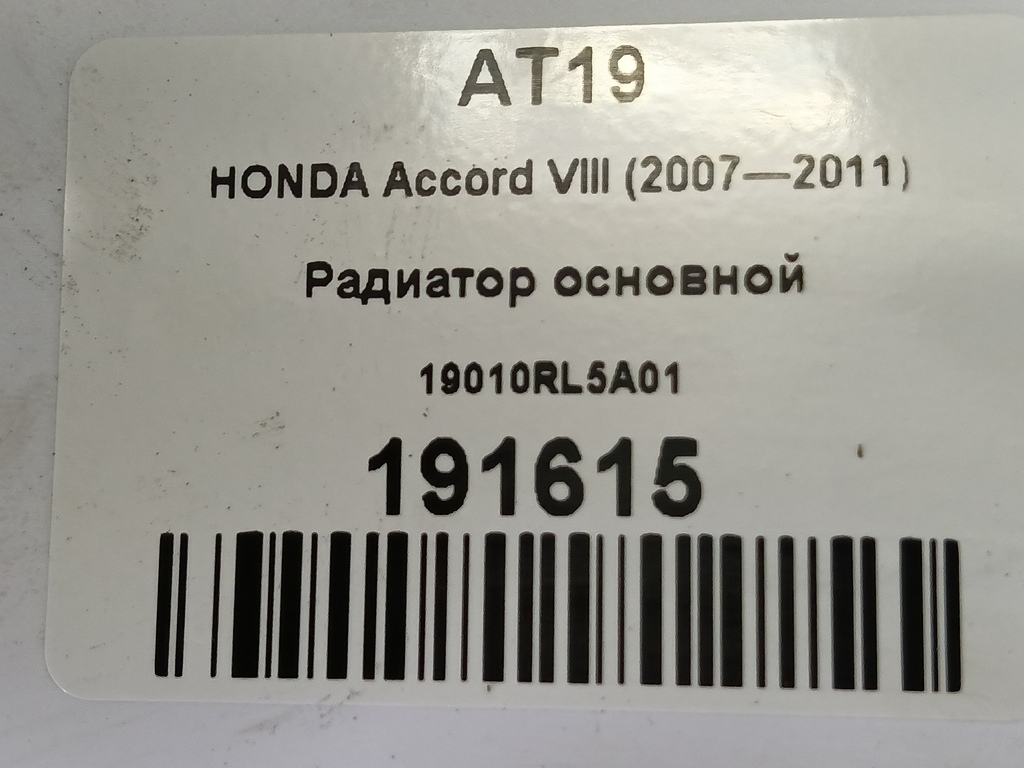 AT19
HONDA Accord VIII (2007—2011)
Радиатор основной
19010RL5A01
191615